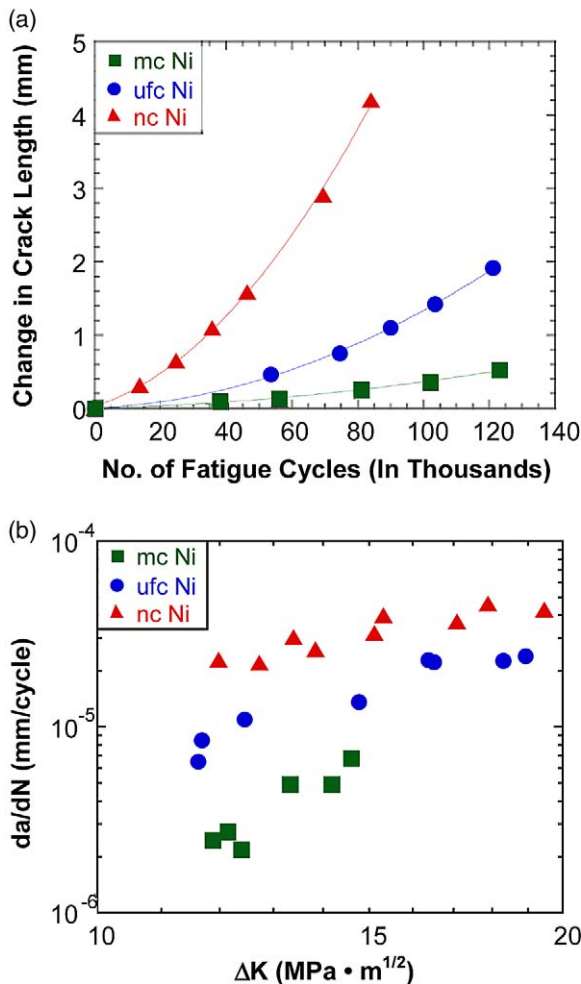 (a)
5
4
3
2
1
0
mc Ni
ufc Ni
nc Ni
Change in Crack Length (mm)
0 20 40 60 80 100 120 140
No. of Fatigue Cycles (In Thousands)
(b)
10⁻⁴
10⁻⁵
10⁻⁶
mc Ni
ufc Ni
nc Ni
da/dN (mm/cycle)
10 15 20
ΔK (MPa • m¹/²)